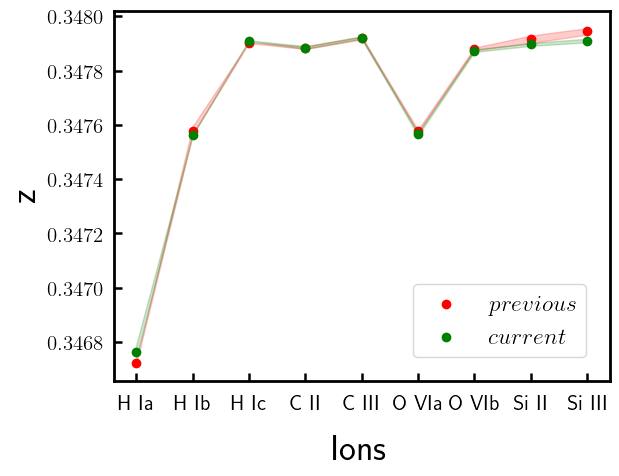 0.3480
0.3478
0.3476
0.3474
0.3472
0.3470
0.3468
z
previous
current
H Ia H Ib H Ic C II C III O VIa O VIb Si II Si III
Ions